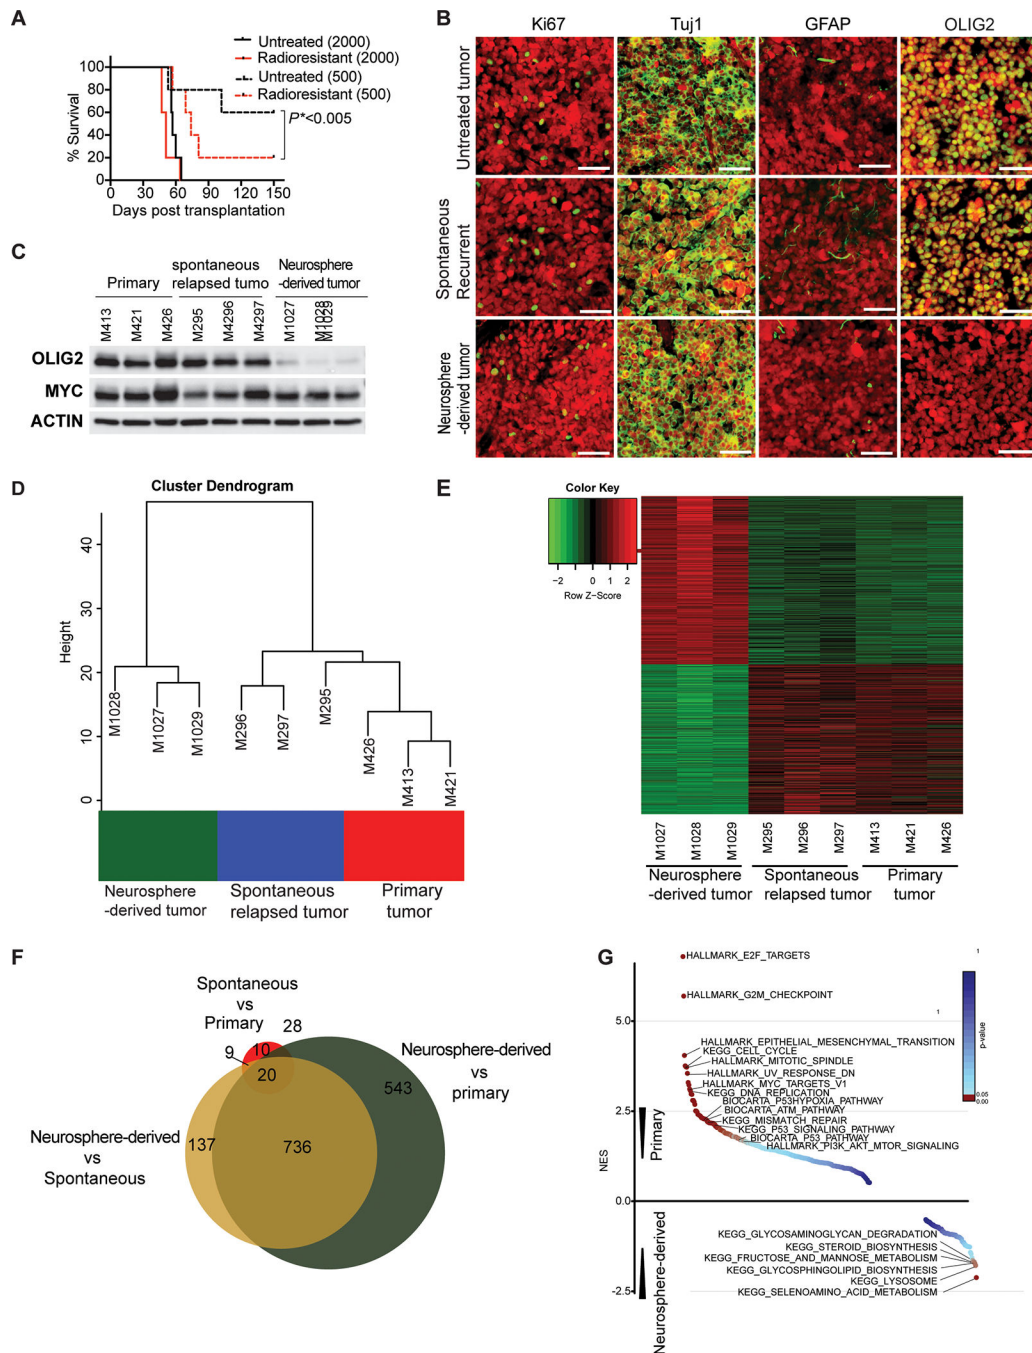 A
Untreated (2000)
Radioresistant (2000)
Untreated (500)
Radioresistant (500)
P*<0.005
% Survival
100
80
60
40
20
0
0 30 60 90 120 150
Days post transplantation
B
Ki67 Tuj1 GFAP OLIG2
Untreated tumor
Spontaneous
Recurrent
Neurosphere
-derived tumor
C
Primary
spontaneous
relapsed tumo
Neurosphere
-derived tumor
M413 M421 M426 M295 M4296 M4297 M1027 M1028 M1029
OLIG2
MYC
ACTIN
D
Cluster Dendrogram
Height
40
30
20
10
0
M1028 M1027 M1029 M296 M297 M295 M426 M413 M421
Neurosphere
-derived tumor
Spontaneous
relapsed tumor
Primary
tumor
E
Color Key
−2 −1 0 1 2
Row Z−Score
M1027 M1028 M1029 M295 M296 M297 M413 M421 M426
Neurosphere
-derived tumor
Spontaneous
relapsed tumor
Primary
tumor
F
Spontaneous
vs
Primary
28
9
10
20
Neurosphere-derived
vs
primary
543
Neurosphere-derived
vs
Spontaneous
137
736
G
HALLMARK_E2F_TARGETS
HALLMARK_G2M_CHECKPOINT
HALLMARK_EPITHELIAL_MESENCHYMAL_TRANSITION
KEGG_CELL_CYCLE
HALLMARK_MITOTIC_SPINDLE
HALLMARK_UV_RESPONSE_DN
HALLMARK_MYC_TARGETS_V1
KEGG_DNA_REPLICATION
BIOCARTA_P53HYPOXIA_PATHWAY
BIOCARTA_ATM_PATHWAY
KEGG_MISMATCH_REPAIR
KEGG_P53_SIGNALING_PATHWAY
BIOCARTA_P53_PATHWAY
HALLMARK_PI3K_AKT_MTOR_SIGNALING
KEGG_GLYCOSAMINOGLYCAN_DEGRADATION
KEGG_STEROID_BIOSYNTHESIS
KEGG_FRUCTOSE_AND_MANNOSE_METABOLISM
KEGG_GLYCOSPHINGOLIPID_BIOSYNTHESIS
KEGG_LYSOSOME
KEGG_SELENOAMINO_ACID_METABOLISM
5.0
2.5
0.0
-2.5
NES
Primary
Neurosphere-derived
1
1
p-value
0.05
0.00